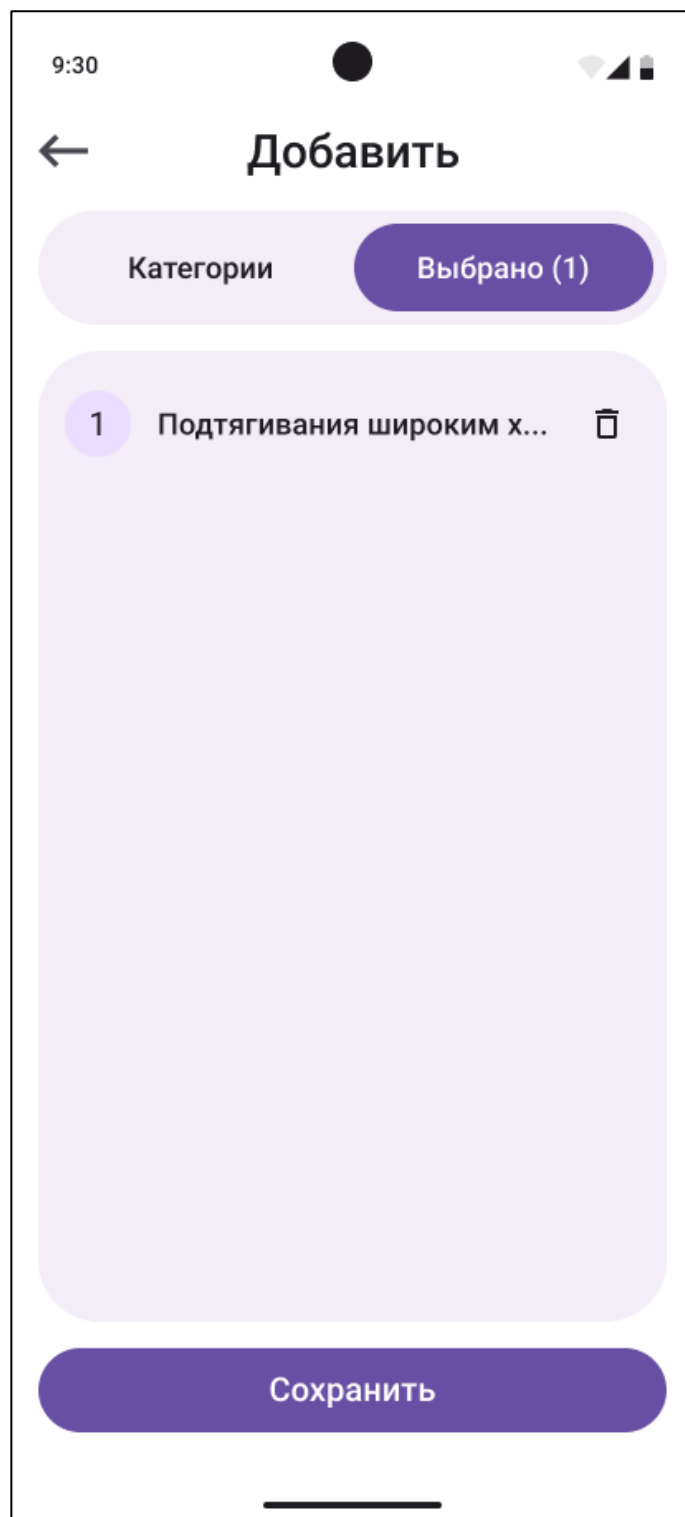 9:30
Добавить
Категории
Выбрано (1)
1 Подтягивания широким х...
Сохранить